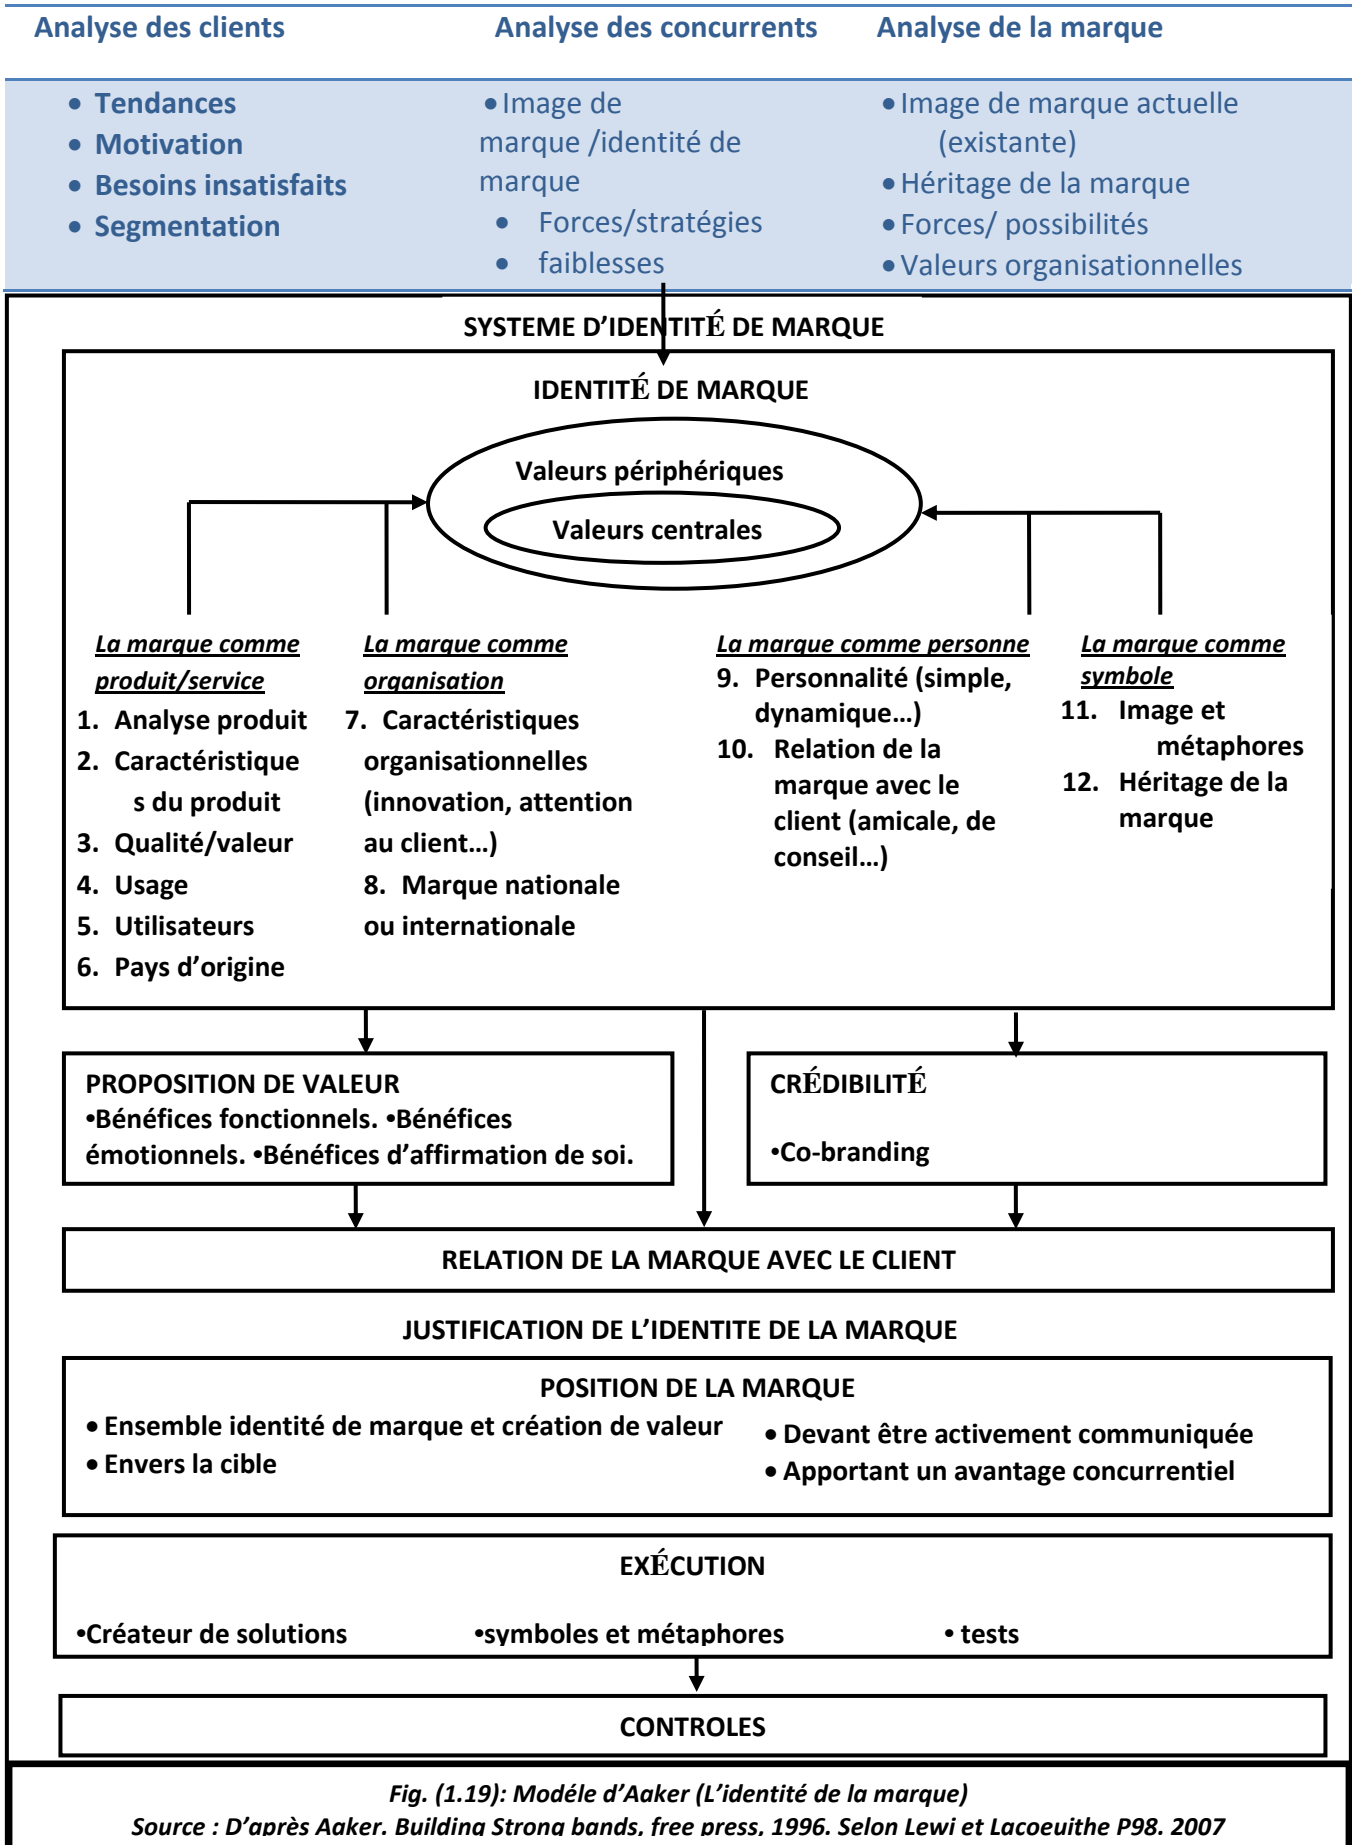 Analyse des clients
Analyse des concurrents
Analyse de la marque
• Tendances
• Motivation
• Besoins insatisfaits
• Segmentation
• Image de
marque /identité de
marque
• Forces/stratégies
• faiblesses
• Image de marque actuelle
(existante)
• Héritage de la marque
• Forces/ possibilités
• Valeurs organisationnelles
SYSTEME D'IDENTITÉ DE MARQUE
IDENTITÉ DE MARQUE
Valeurs périphériques
Valeurs centrales
La marque comme
produit/service
1. Analyse produit
2. Caractéristique
s du produit
3. Qualité/valeur
4. Usage
5. Utilisateurs
6. Pays d'origine
La marque comme
organisation
7. Caractéristiques
organisationnelles
(innovation, attention
au client…)
8. Marque nationale
ou internationale
La marque comme personne
9. Personnalité (simple,
dynamique…)
10. Relation de la
marque avec le
client (amicale, de
conseil…)
La marque comme
symbole
11. Image et
métaphores
12. Héritage de la
marque
PROPOSITION DE VALEUR
•Bénéfices fonctionnels. •Bénéfices
émotionnels. •Bénéfices d'affirmation de soi.
CRÉDIBILITÉ
•Co-branding
RELATION DE LA MARQUE AVEC LE CLIENT
JUSTIFICATION DE L'IDENTITE DE LA MARQUE
POSITION DE LA MARQUE
• Ensemble identité de marque et création de valeur
• Envers la cible
• Devant être activement communiquée
• Apportant un avantage concurrentiel
EXÉCUTION
•Créateur de solutions •symboles et métaphores • tests
CONTROLES
Fig. (1.19): Modéle d'Aaker (L'identité de la marque)
Source : D'après Aaker. Building Strong bands, free press, 1996. Selon Lewi et Lacoeuithe P98. 2007